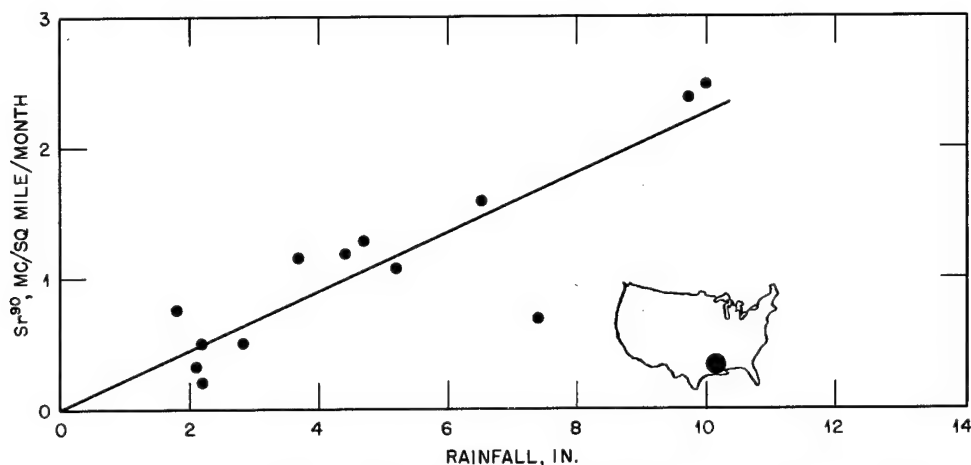 3
2
1
0
Sr⁹⁰, MC/SQ MILE/MONTH
0 2 4 6 8 10 12 14
RAINFALL, IN.